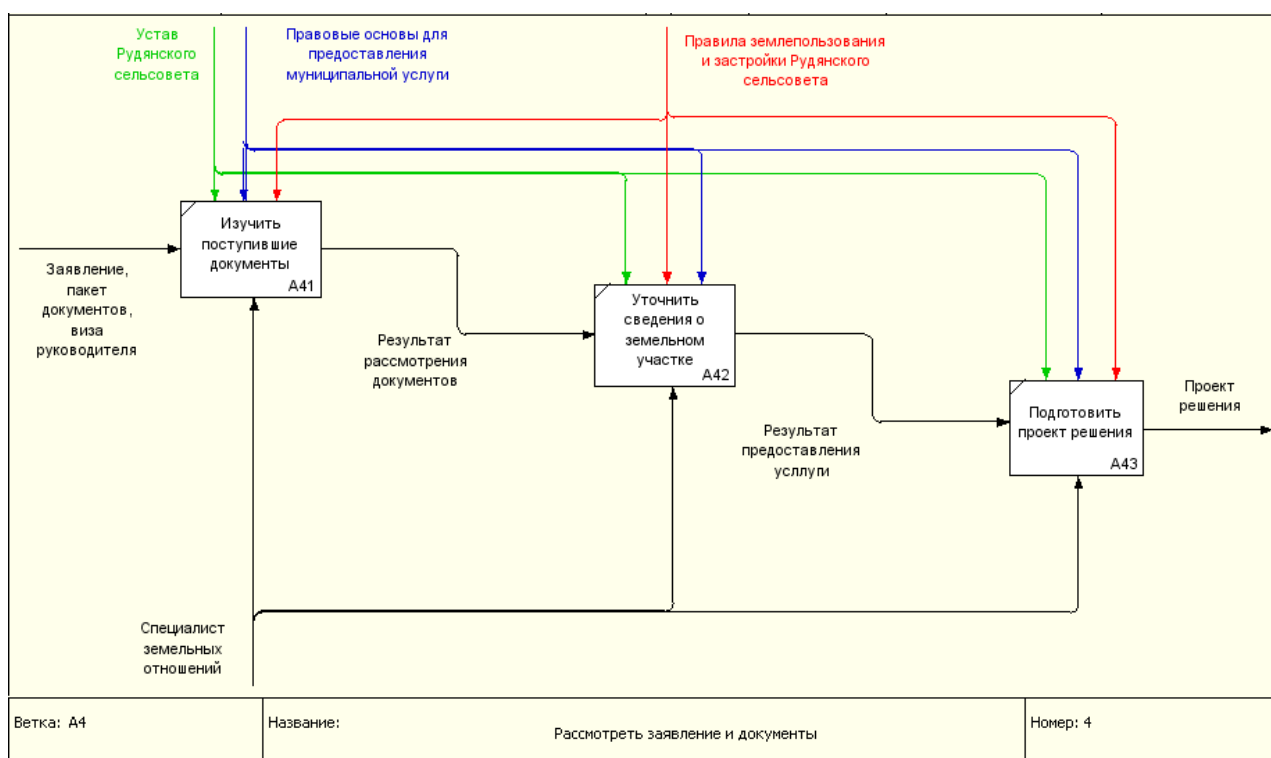 Устав
Рудянского
сельсовета
Правовые основы для
предоставления
муниципальной услуги
Правила землепользования
и застройки Рудянского
сельсовета
Изучить
поступившие
документы
A41
Заявление,
пакет
документов,
виза
руководителя
Уточнить
сведения о
земельном
участке
A42
Результат
рассмотрения
документов
Проект
решения
Подготовить
проект решения
A43
Результат
предоставления
усллуги
Специалист
земельных
отношений
Ветка: A4
Название:
Рассмотреть заявление и документы
Номер: 4